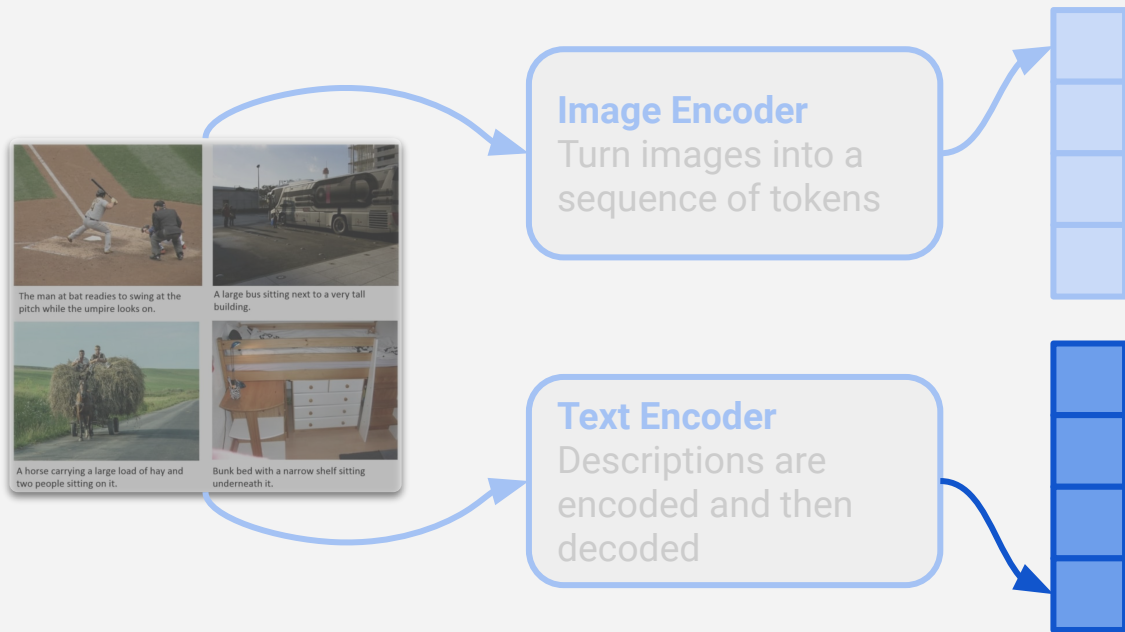 Image Encoder
Turn images into a
sequence of tokens
The man at bat readies to swing at the
pitch while the umpire looks on.
A large bus sitting next to a very tall
building.
A horse carrying a large load of hay and
two people sitting on it.
Bunk bed with a narrow shelf sitting
underneath it.
Text Encoder
Descriptions are
encoded and then
decoded